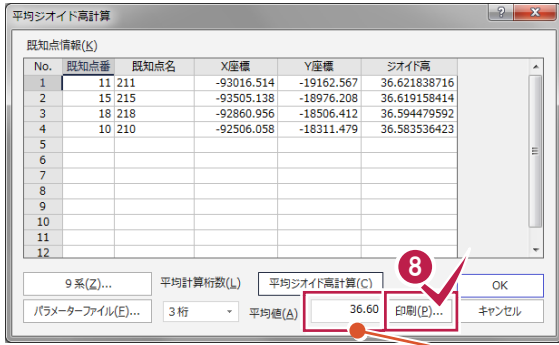 平均ジオイド高計算
既知点情報(K)
No. 既知点番 既知点名 X座標 Y座標 ジオイド高
1 11 211 -93016.514 -19162.567 36.621838716
2 15 215 -93505.138 -18976.208 36.619158414
3 18 218 -92860.956 -18506.412 36.594479592
4 10 210 -92506.058 -18311.479 36.583536423
5
6
7
8
9
10
11
12
8
9 系(Z)... 平均計算桁数(L) 平均ジオイド高計算(C) OK
パラメーターファイル(F)... 3 桁 平均値(A) 36.60 印刷(P)... キャンセル